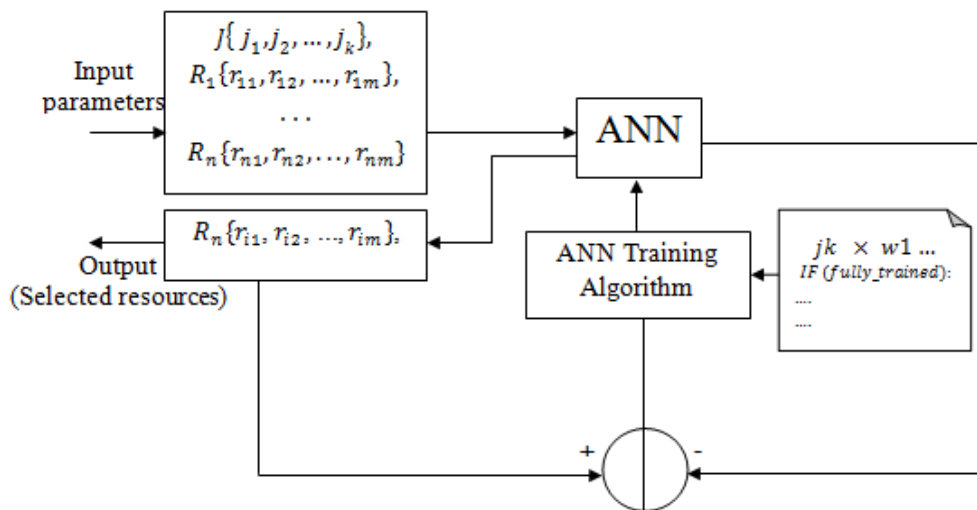 Input
parameters
J{ j₁, j₂, ..., jₖ},
R₁{r₁₁, r₁₂, ..., r₁ₘ},
...
Rₙ{rₙ₁, rₙ₂, ..., rₙₘ}
ANN
Rₙ{rᵢ₁, rᵢ₂, ..., rᵢₘ},
Output
(Selected resources)
ANN Training
Algorithm
jk × w1 ...
IF (fully_trained):
....
....
+ -